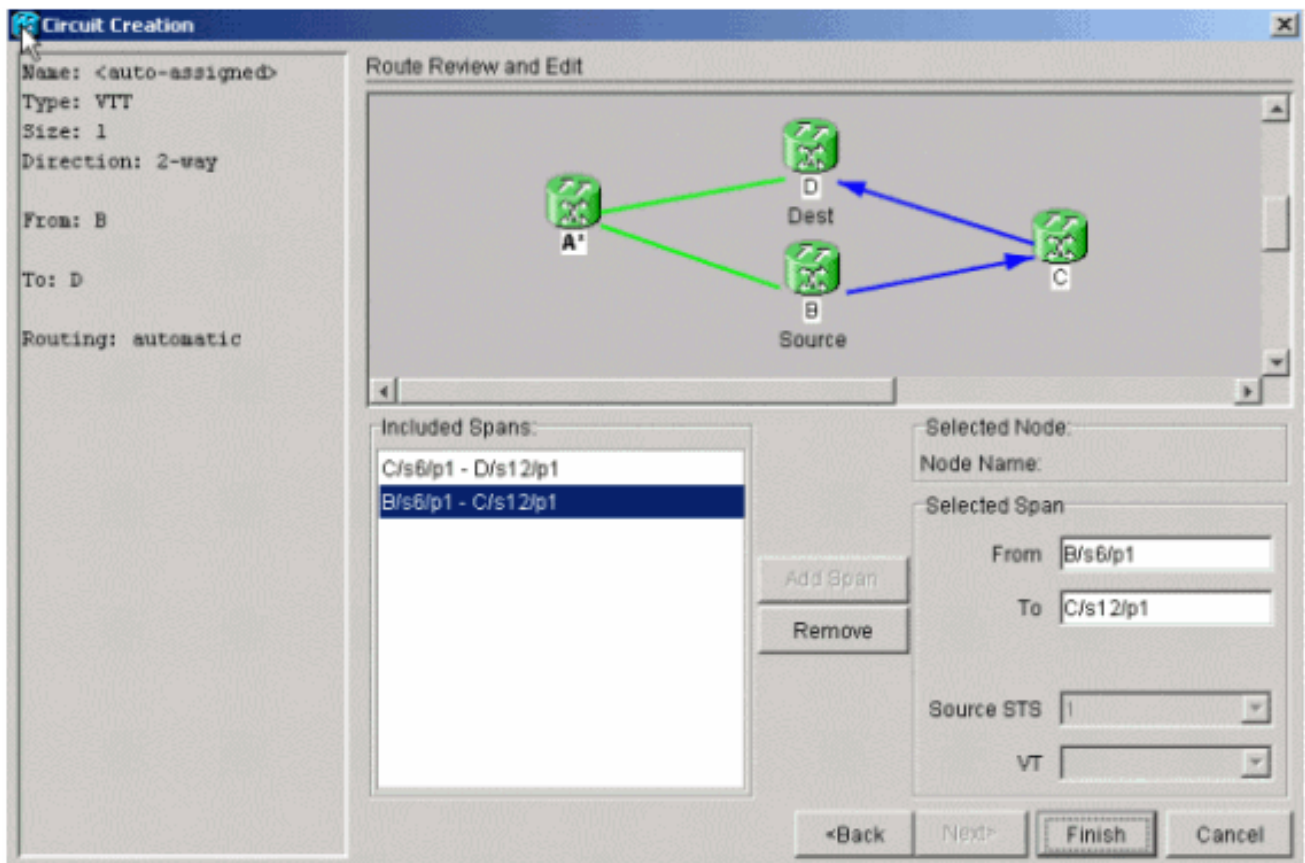 Circuit Creation
Name: <auto-assigned>
Type: VTT
Size: 1
Direction: 2-way
From: B
To: D
Routing: automatic
Route Review and Edit
D
Dest
A*
C
B
Source
Included Spans:
C/s6/p1 - D/s12/p1
B/s6/p1 - C/s12/p1
Add Span
Remove
Selected Node:
Node Name:
Selected Span
From B/s6/p1
To C/s12/p1
Source STS 1
VT
<Back Next> Finish Cancel